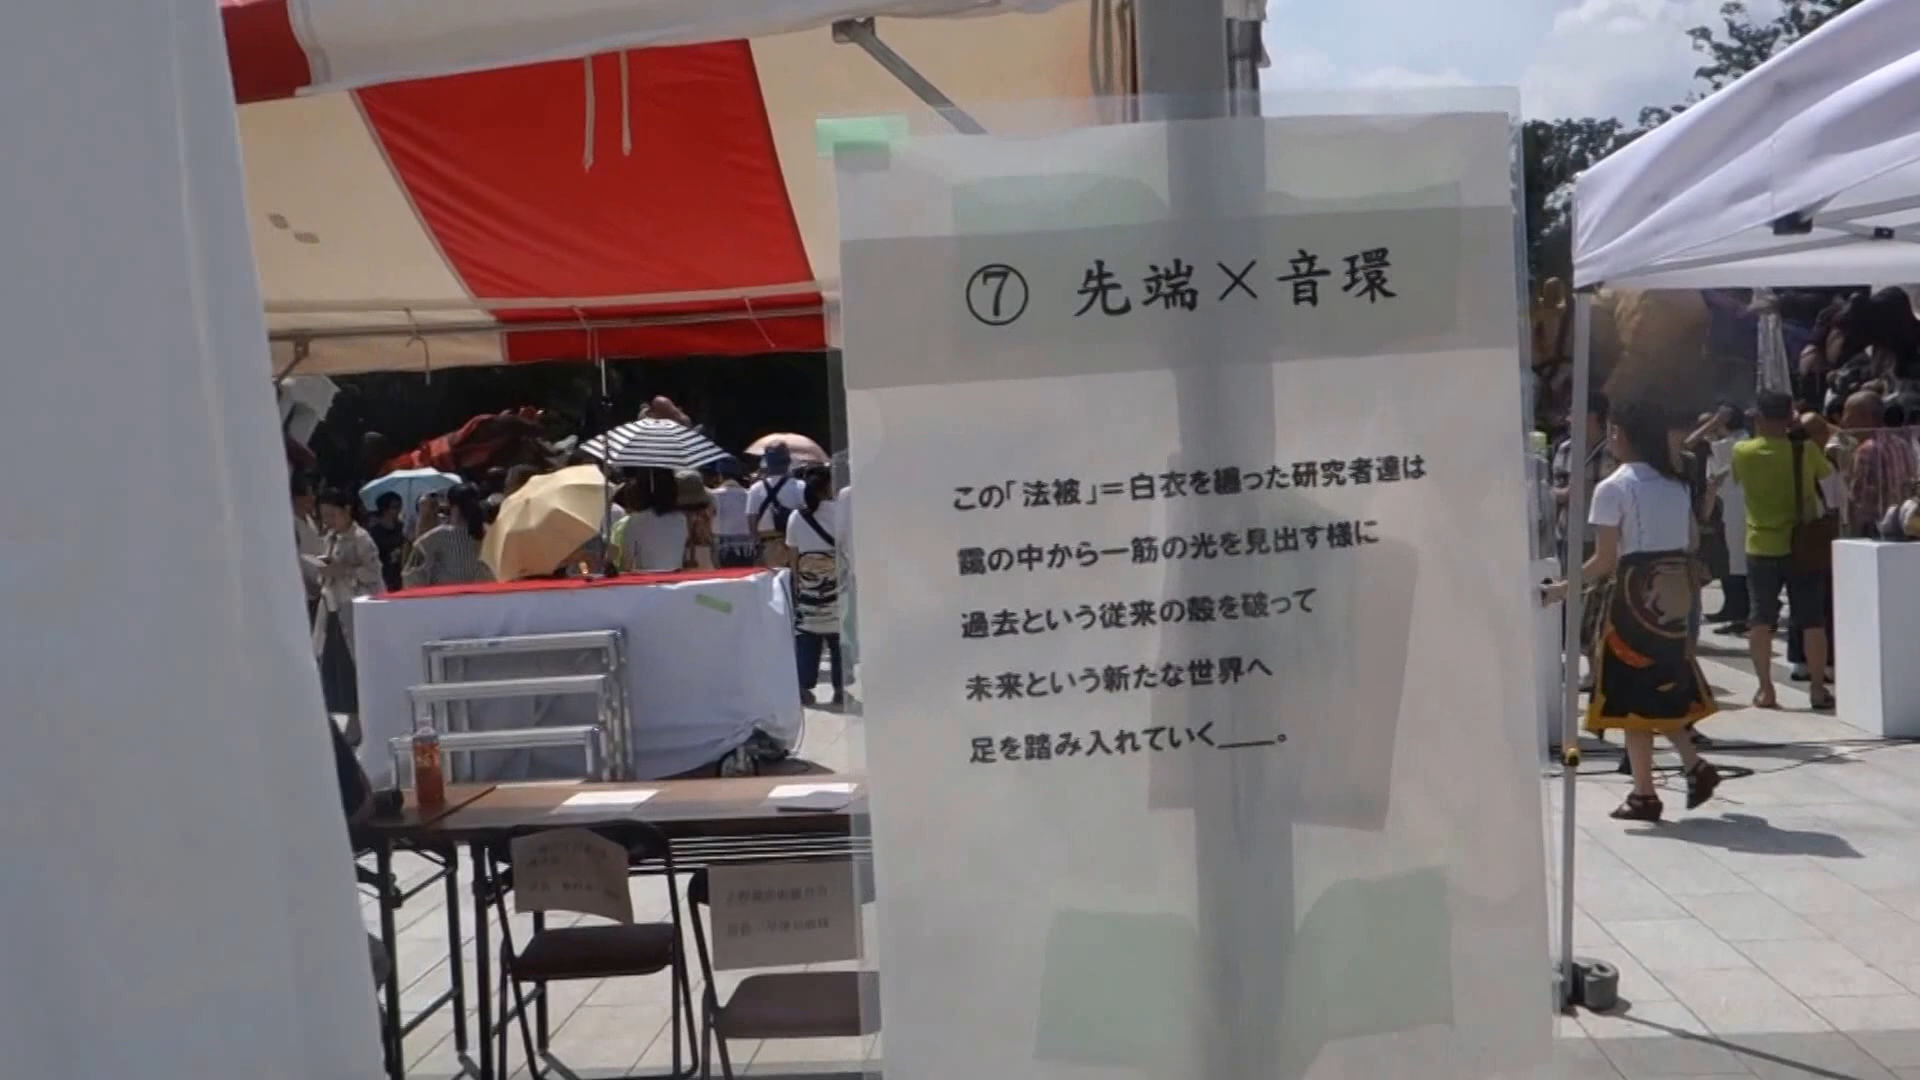 ⑦ 先端×音環
この「法被」＝白衣を纏った研究者達は
靄の中から一筋の光を見出す様に
過去という従来の殻を破って
未来という新たな世界へ
足を踏み入れていく＿＿。